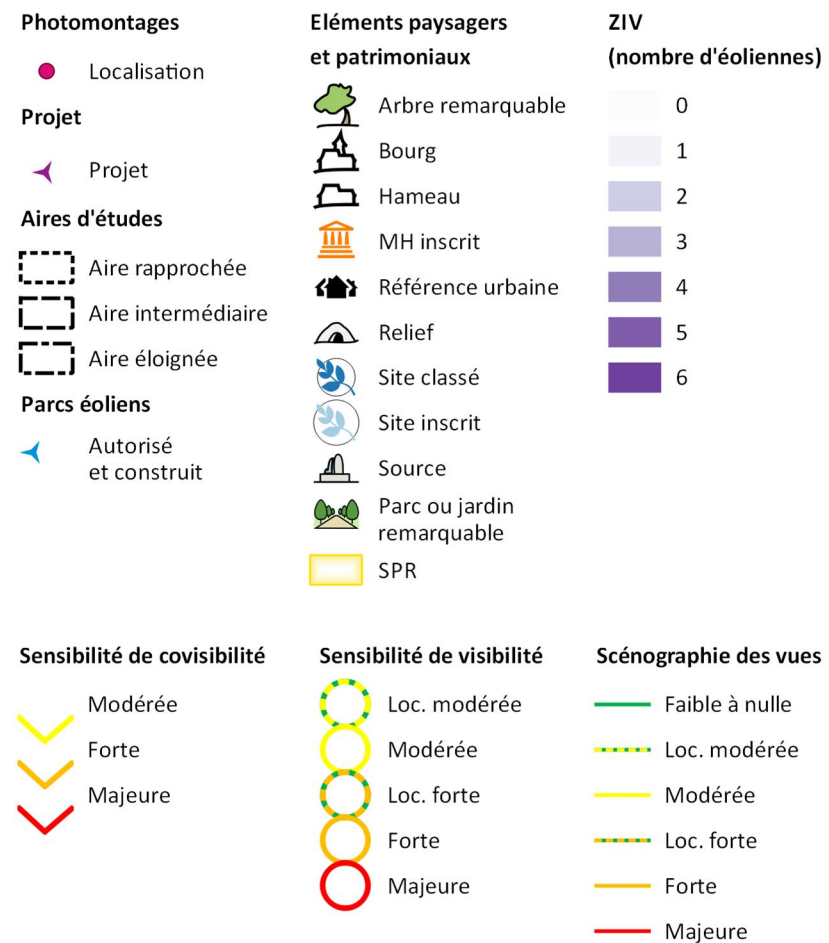 Photomontages
Localisation
Projet
Projet
Aires d'études
Aire rapprochée
Aire intermédiaire
Aire éloignée
Parcs éoliens
Autorisé
et construit
Eléments paysagers
et patrimoniaux
Arbre remarquable
Bourg
Hameau
MH inscrit
Référence urbaine
Relief
Site classé
Site inscrit
Source
Parc ou jardin
remarquable
SPR
ZIV
(nombre d'éoliennes)
0
1
2
3
4
5
6
Sensibilité de covisibilité
Modérée
Forte
Majeure
Sensibilité de visibilité
Loc. modérée
Modérée
Loc. forte
Forte
Majeure
Scénographie des vues
Faible à nulle
Loc. modérée
Modérée
Loc. forte
Forte
Majeure